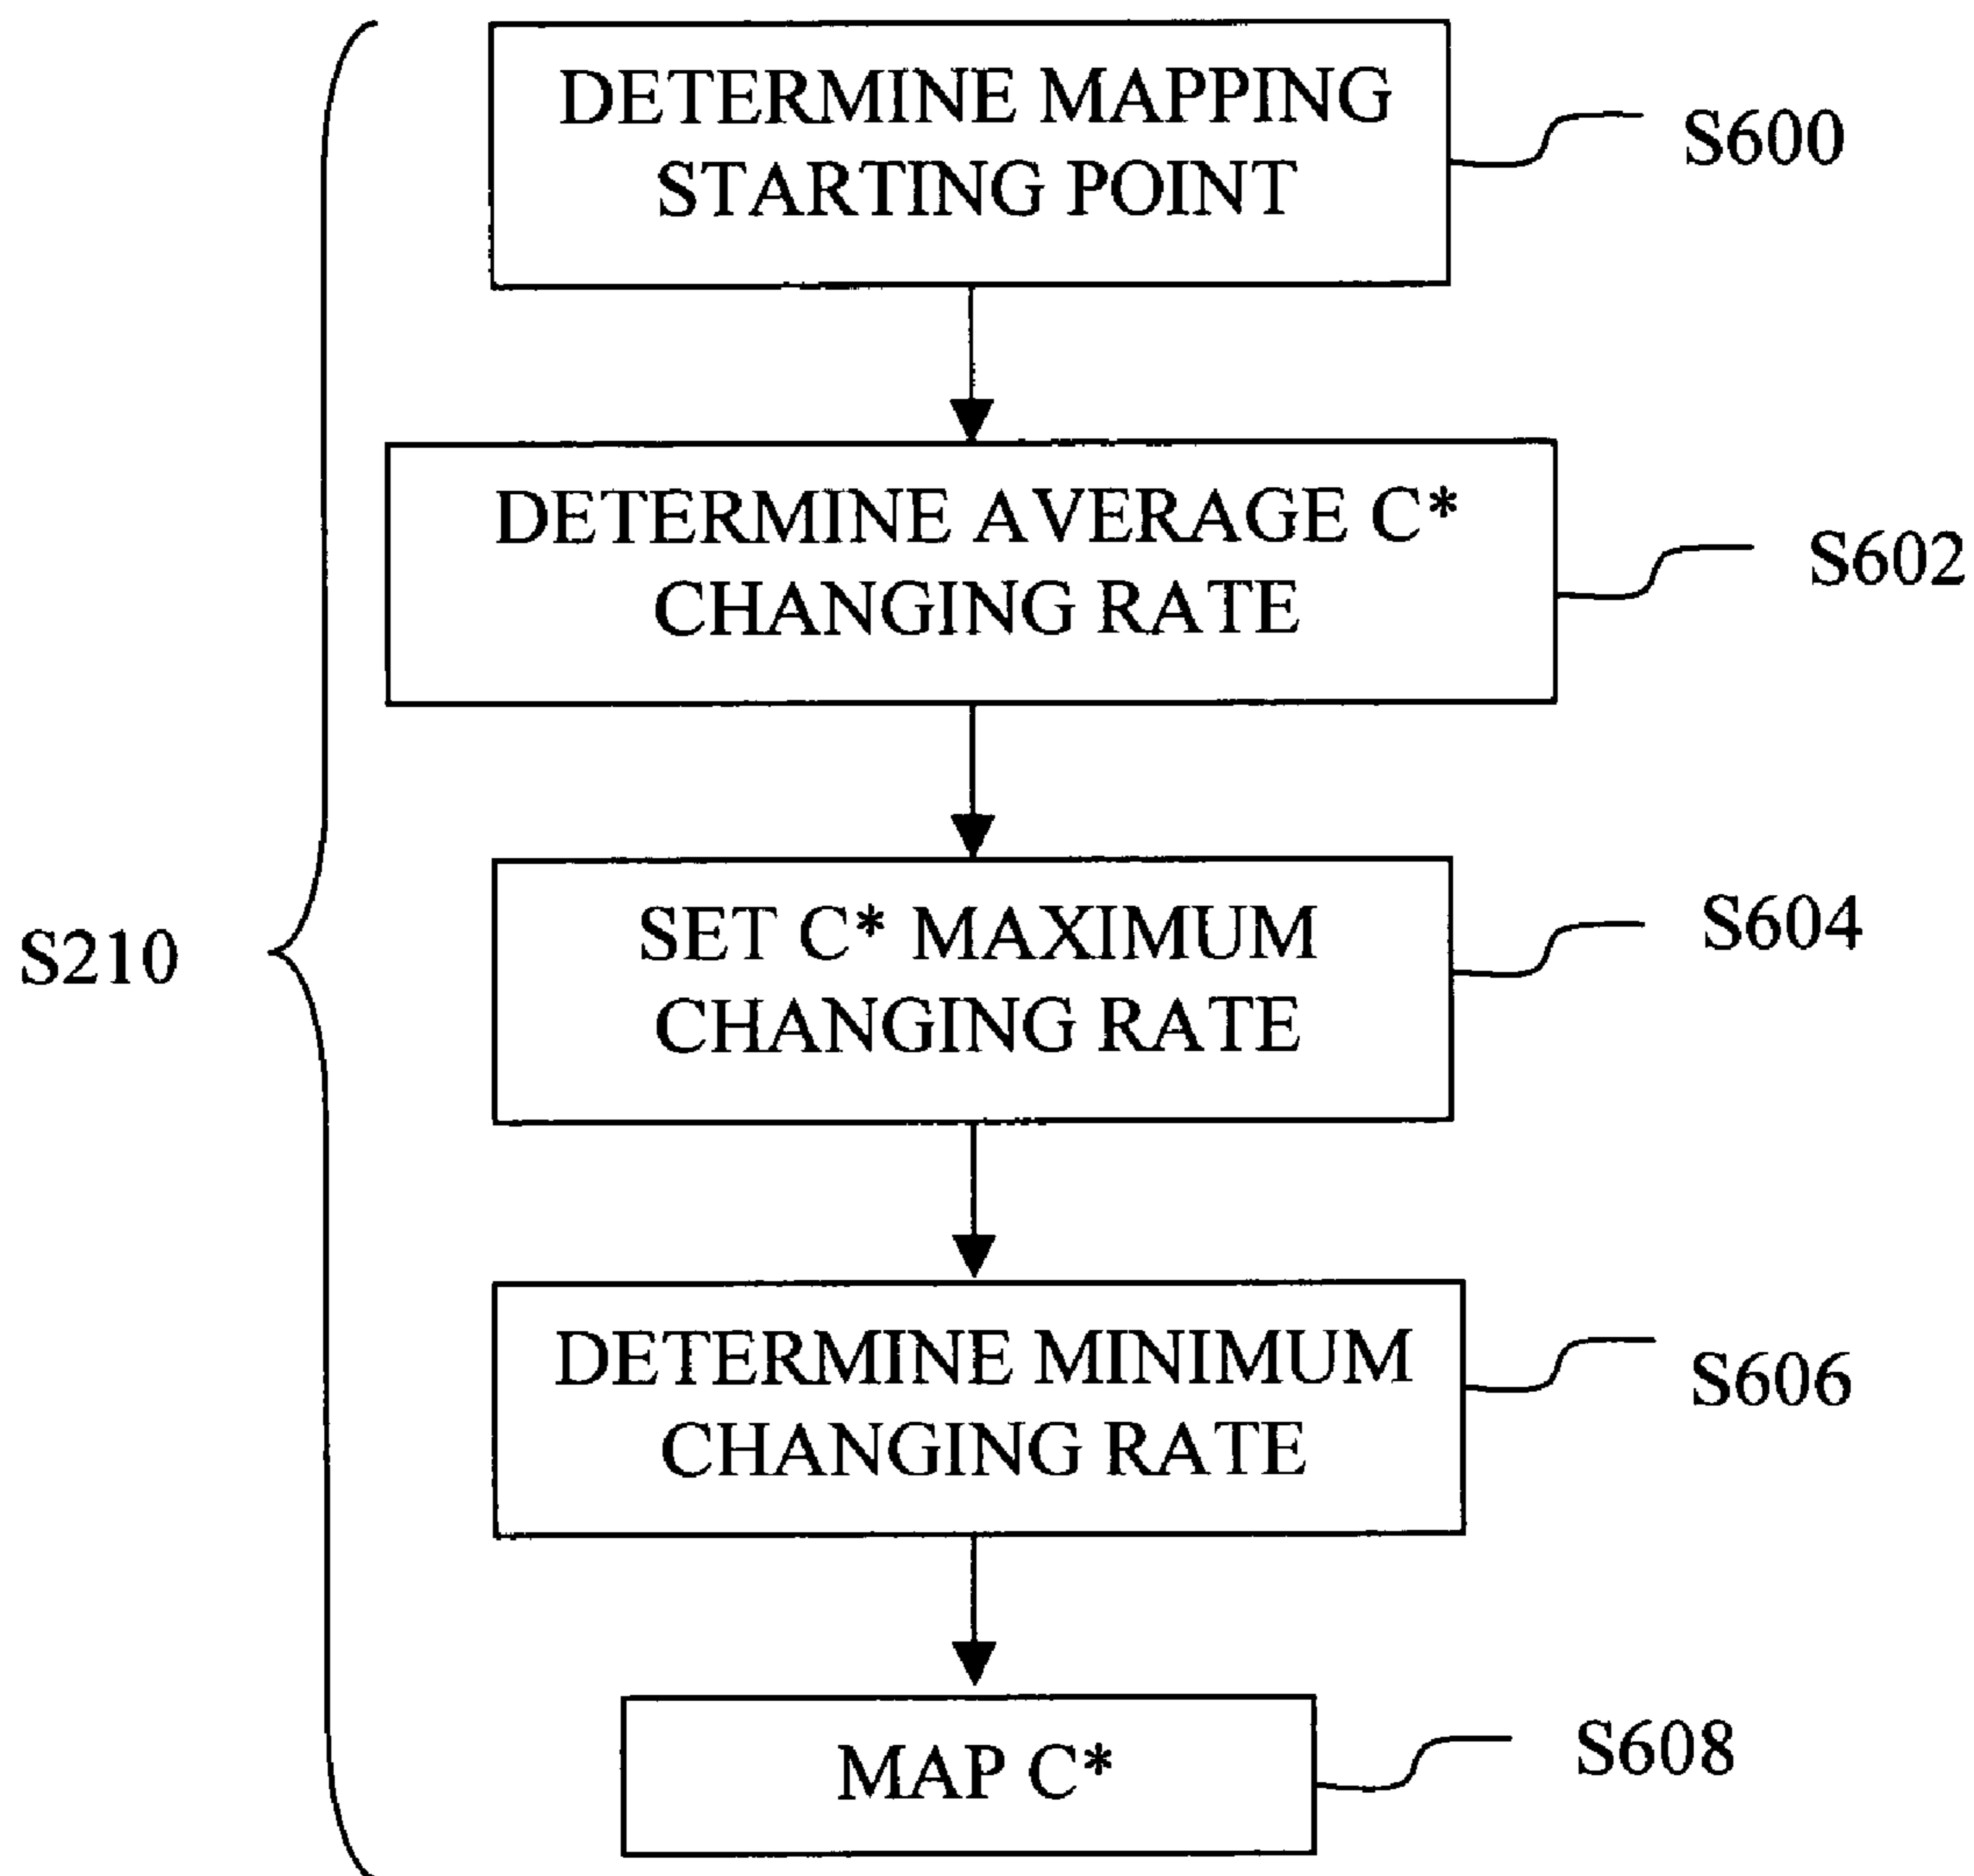 DETERMINE MAPPING
STARTING POINT
S600
DETERMINE AVERAGE C*
CHANGING RATE
S602
SET C* MAXIMUM
CHANGING RATE
S604
S210
DETERMINE MINIMUM
CHANGING RATE
S606
MAP C*
S608